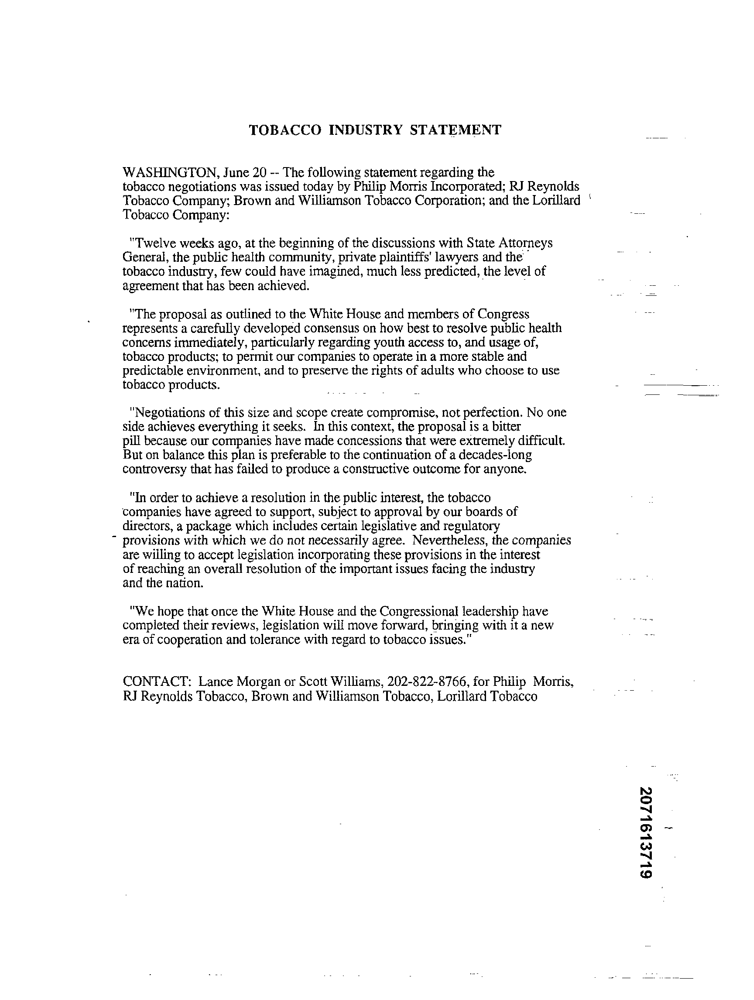 TOBACCO INDUSTRY STATEMENT
WASHINGTON, June 20 -- The following statement regarding the
tobacco negotiations was issued today by Philip Morris Incorporated; RJ Reynolds
Tobacco Company; Brown and Williamson Tobacco Corporation; and the Lorillard
Tobacco Company:
"Twelve weeks ago, at the beginning of the discussions with State Attorneys
General, the public health community, private plaintiffs' lawyers and the
tobacco industry, few could have imagined, much less predicted, the level of
agreement that has been achieved.
"The proposal as outlined to the White House and members of Congress
represents a carefully developed consensus on how best to resolve public health
concerns immediately, particularly regarding youth access to, and usage of,
tobacco products; to permit our companies to operate in a more stable and
predictable environment, and to preserve the rights of adults who choose to use
tobacco products.
"Negotiations of this size and scope create compromise, not perfection. No one
side achieves everything it seeks. In this context, the proposal is a bitter
pill because our companies have made concessions that were extremely difficult.
But on balance this plan is preferable to the continuation of a decades-long
controversy that has failed to produce a constructive outcome for anyone.
"In order to achieve a resolution in the public interest, the tobacco
companies have agreed to support, subject to approval by our boards of
directors, a package which includes certain legislative and regulatory
provisions with which we do not necessarily agree. Nevertheless, the companies
are willing to accept legislation incorporating these provisions in the interest
of reaching an overall resolution of the important issues facing the industry
and the nation.
"We hope that once the White House and the Congressional leadership have
completed their reviews, legislation will move forward, bringing with it a new
era of cooperation and tolerance with regard to tobacco issues."
CONTACT: Lance Morgan or Scott Williams, 202-822-8766, for Philip Morris,
RJ Reynolds Tobacco, Brown and Williamson Tobacco, Lorillard Tobacco
2071613719